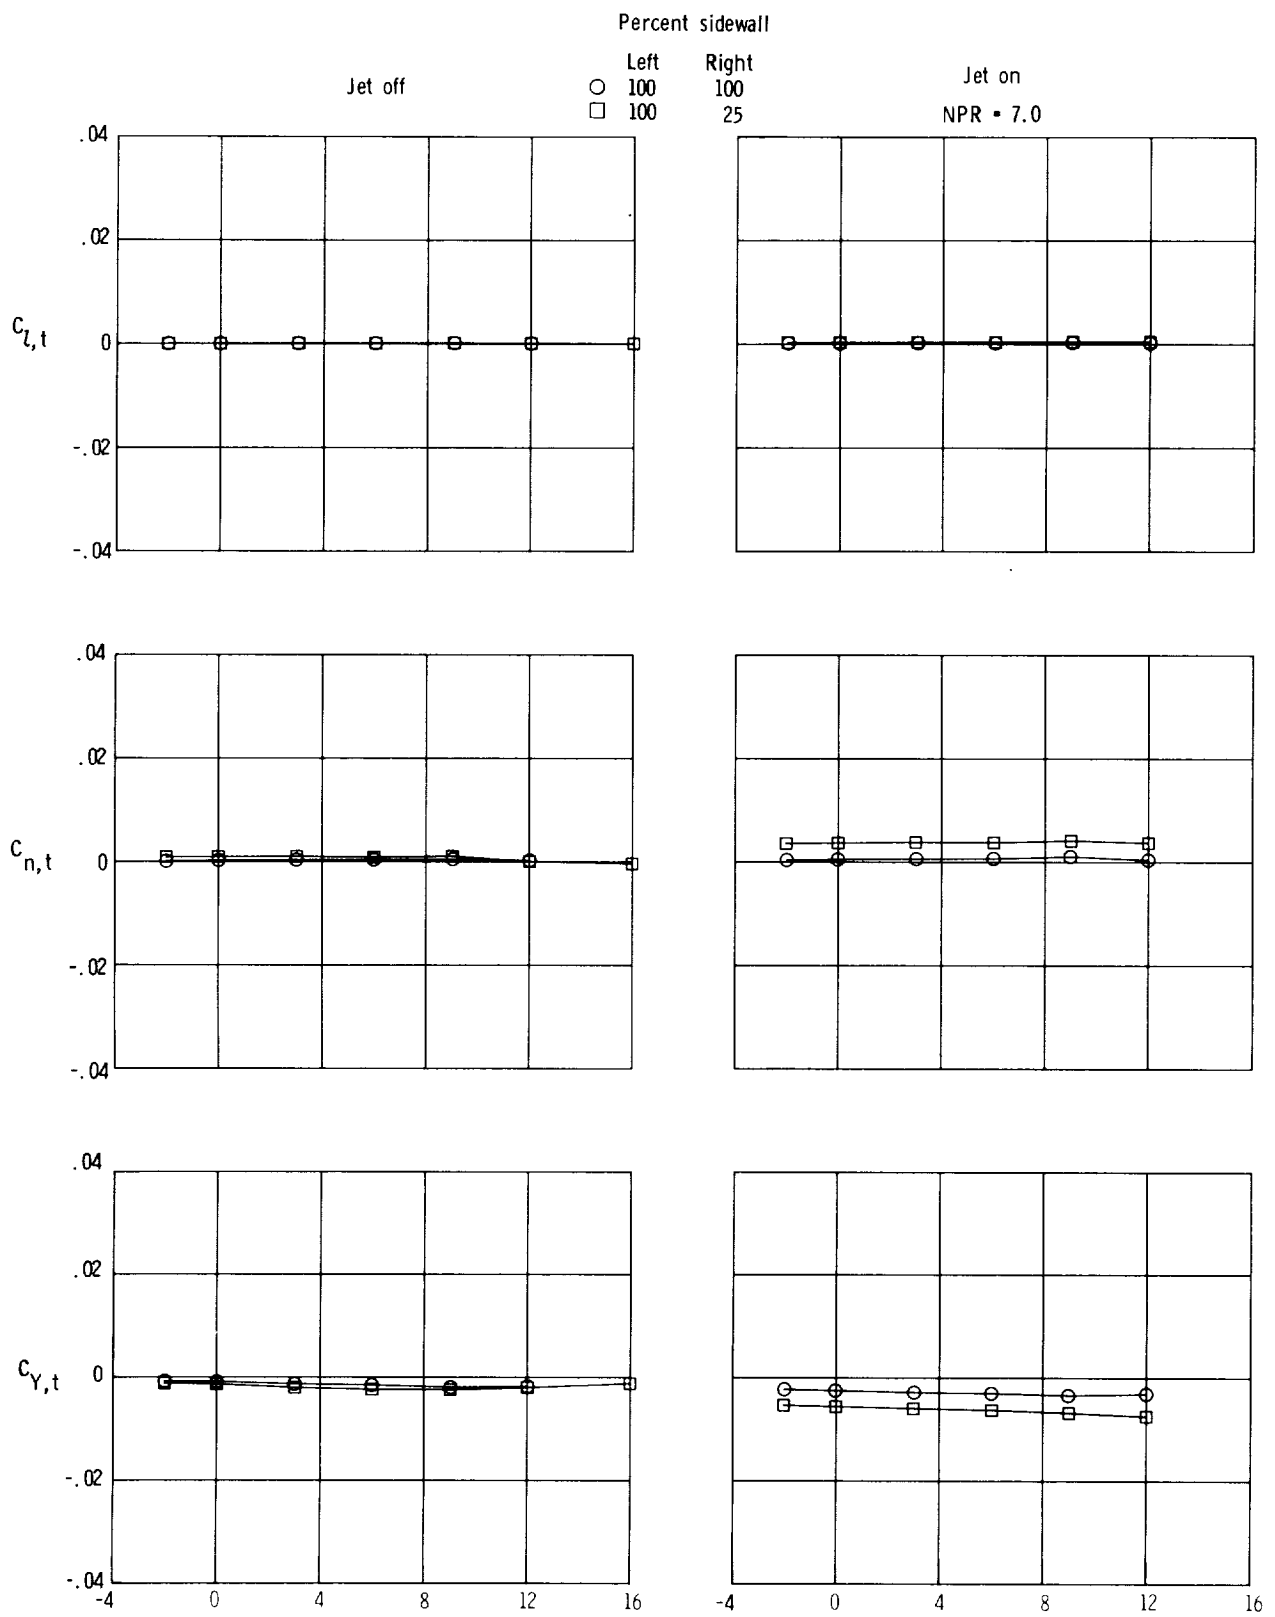 Percent sidewall
Left Right
Jet off
Jet on
○ 100 100
□ 100 25
NPR = 7.0
.04
.02
C_l,t 0
-.02
-.04
.04
.02
C_n,t 0
-.02
-.04
.04
.02
C_Y,t 0
-.02
-.04
-4 0 4 8 12 16
-4 0 4 8 12 16